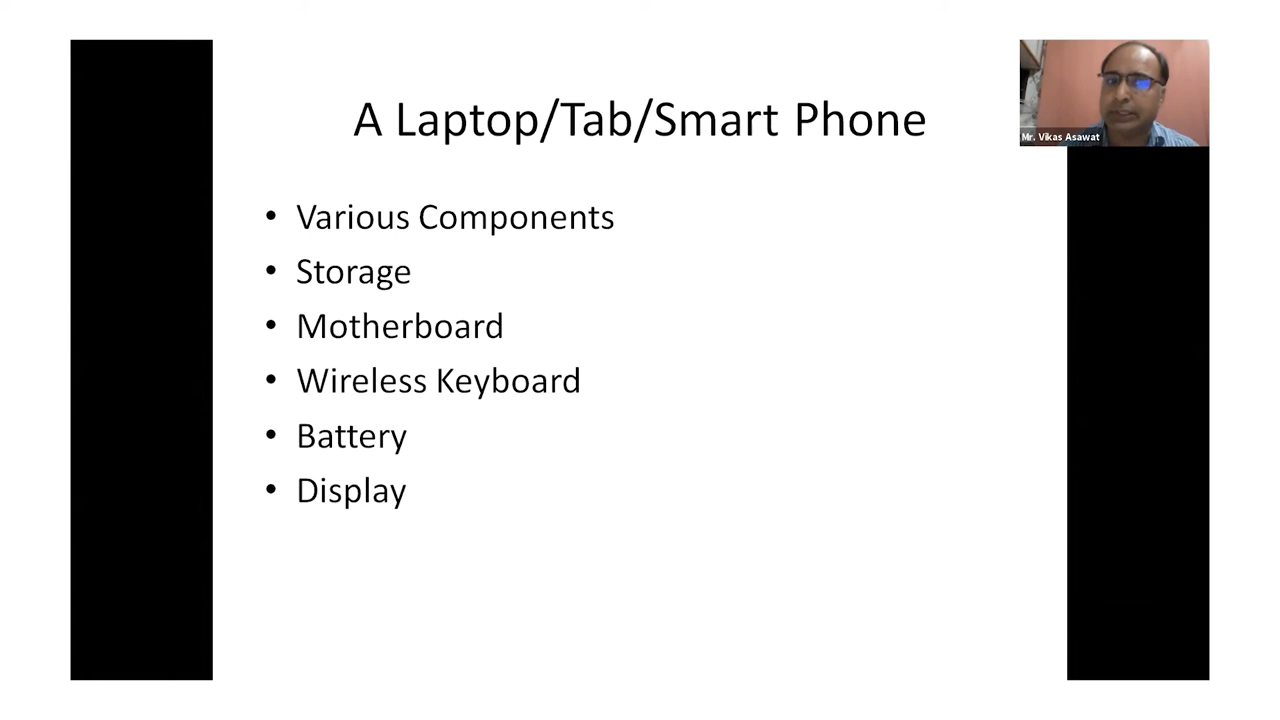 A Laptop/Tab/Smart Phone
Mr. Vikas Asawat
• Various Components
• Storage
• Motherboard
• Wireless Keyboard
• Battery
• Display